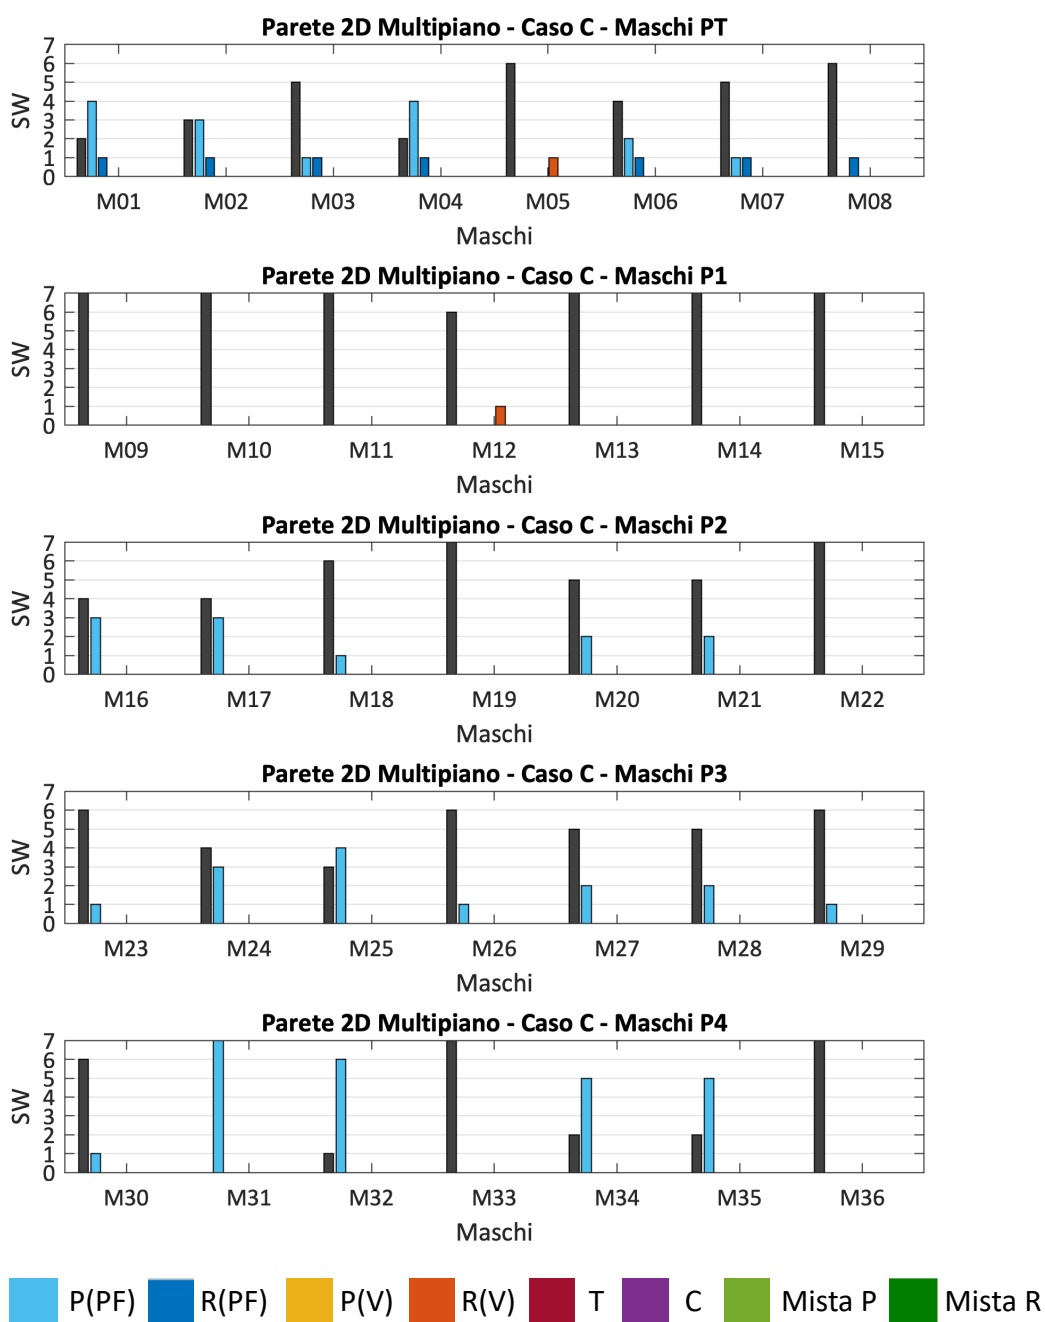 Parete 2D Multipiano - Caso C - Maschi PT
7
6
5
4
3
2
1
0
SW
M01 M02 M03 M04 M05 M06 M07 M08
Maschi
Parete 2D Multipiano - Caso C - Maschi P1
7
6
5
4
3
2
1
0
SW
M09 M10 M11 M12 M13 M14 M15
Maschi
Parete 2D Multipiano - Caso C - Maschi P2
7
6
5
4
3
2
1
0
SW
M16 M17 M18 M19 M20 M21 M22
Maschi
Parete 2D Multipiano - Caso C - Maschi P3
7
6
5
4
3
2
1
0
SW
M23 M24 M25 M26 M27 M28 M29
Maschi
Parete 2D Multipiano - Caso C - Maschi P4
7
6
5
4
3
2
1
0
SW
M30 M31 M32 M33 M34 M35 M36
Maschi
P(PF) R(PF) P(V) R(V) T C Mista P Mista R